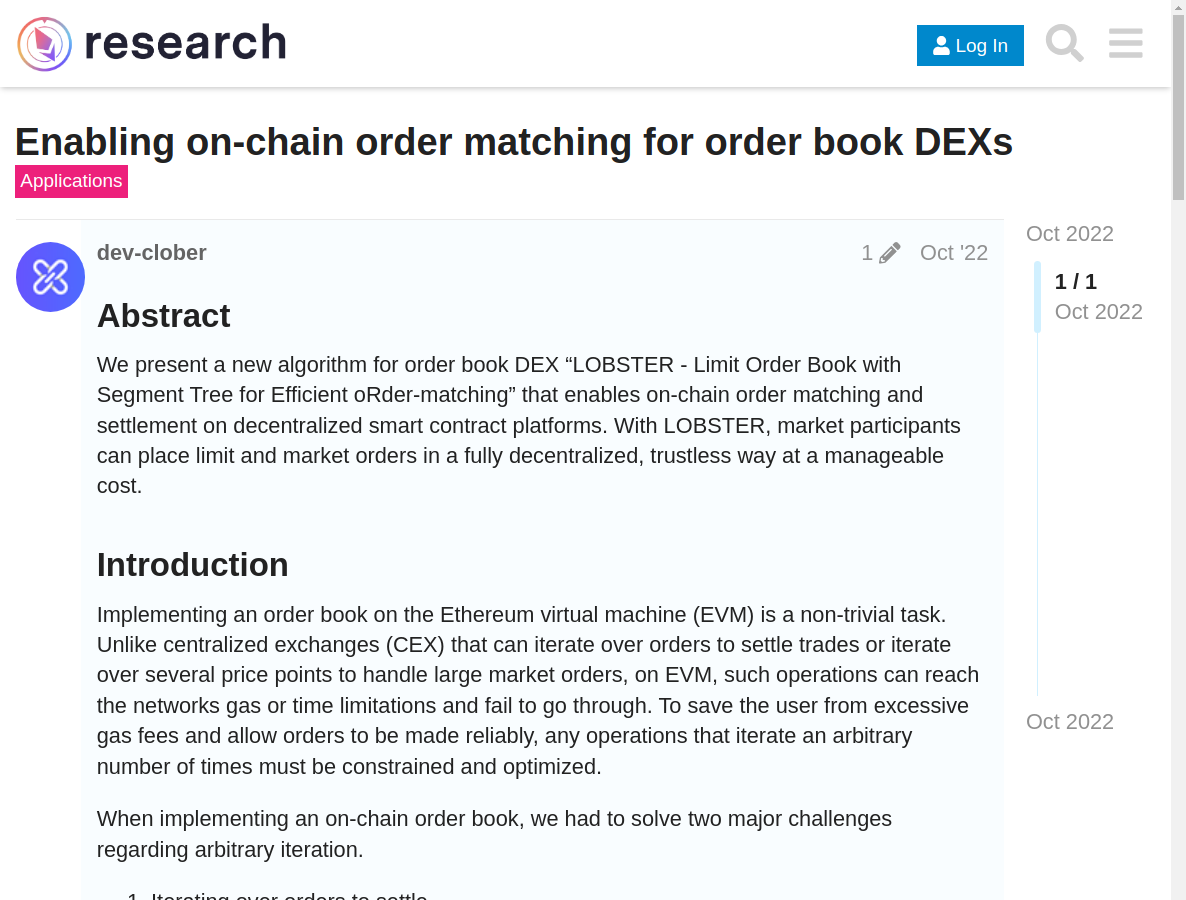 research
Log In
Enabling on-chain order matching for order book DEXs
Applications
dev-clober
1
Oct '22
Abstract
We present a new algorithm for order book DEX “LOBSTER - Limit Order Book with
Segment Tree for Efficient oRder-matching” that enables on-chain order matching and
settlement on decentralized smart contract platforms. With LOBSTER, market participants
can place limit and market orders in a fully decentralized, trustless way at a manageable
cost.
Introduction
Implementing an order book on the Ethereum virtual machine (EVM) is a non-trivial task.
Unlike centralized exchanges (CEX) that can iterate over orders to settle trades or iterate
over several price points to handle large market orders, on EVM, such operations can reach
the networks gas or time limitations and fail to go through. To save the user from excessive
gas fees and allow orders to be made reliably, any operations that iterate an arbitrary
number of times must be constrained and optimized.
When implementing an on-chain order book, we had to solve two major challenges
regarding arbitrary iteration.
1. Iterating over orders to settle
Oct 2022
1 / 1
Oct 2022
Oct 2022